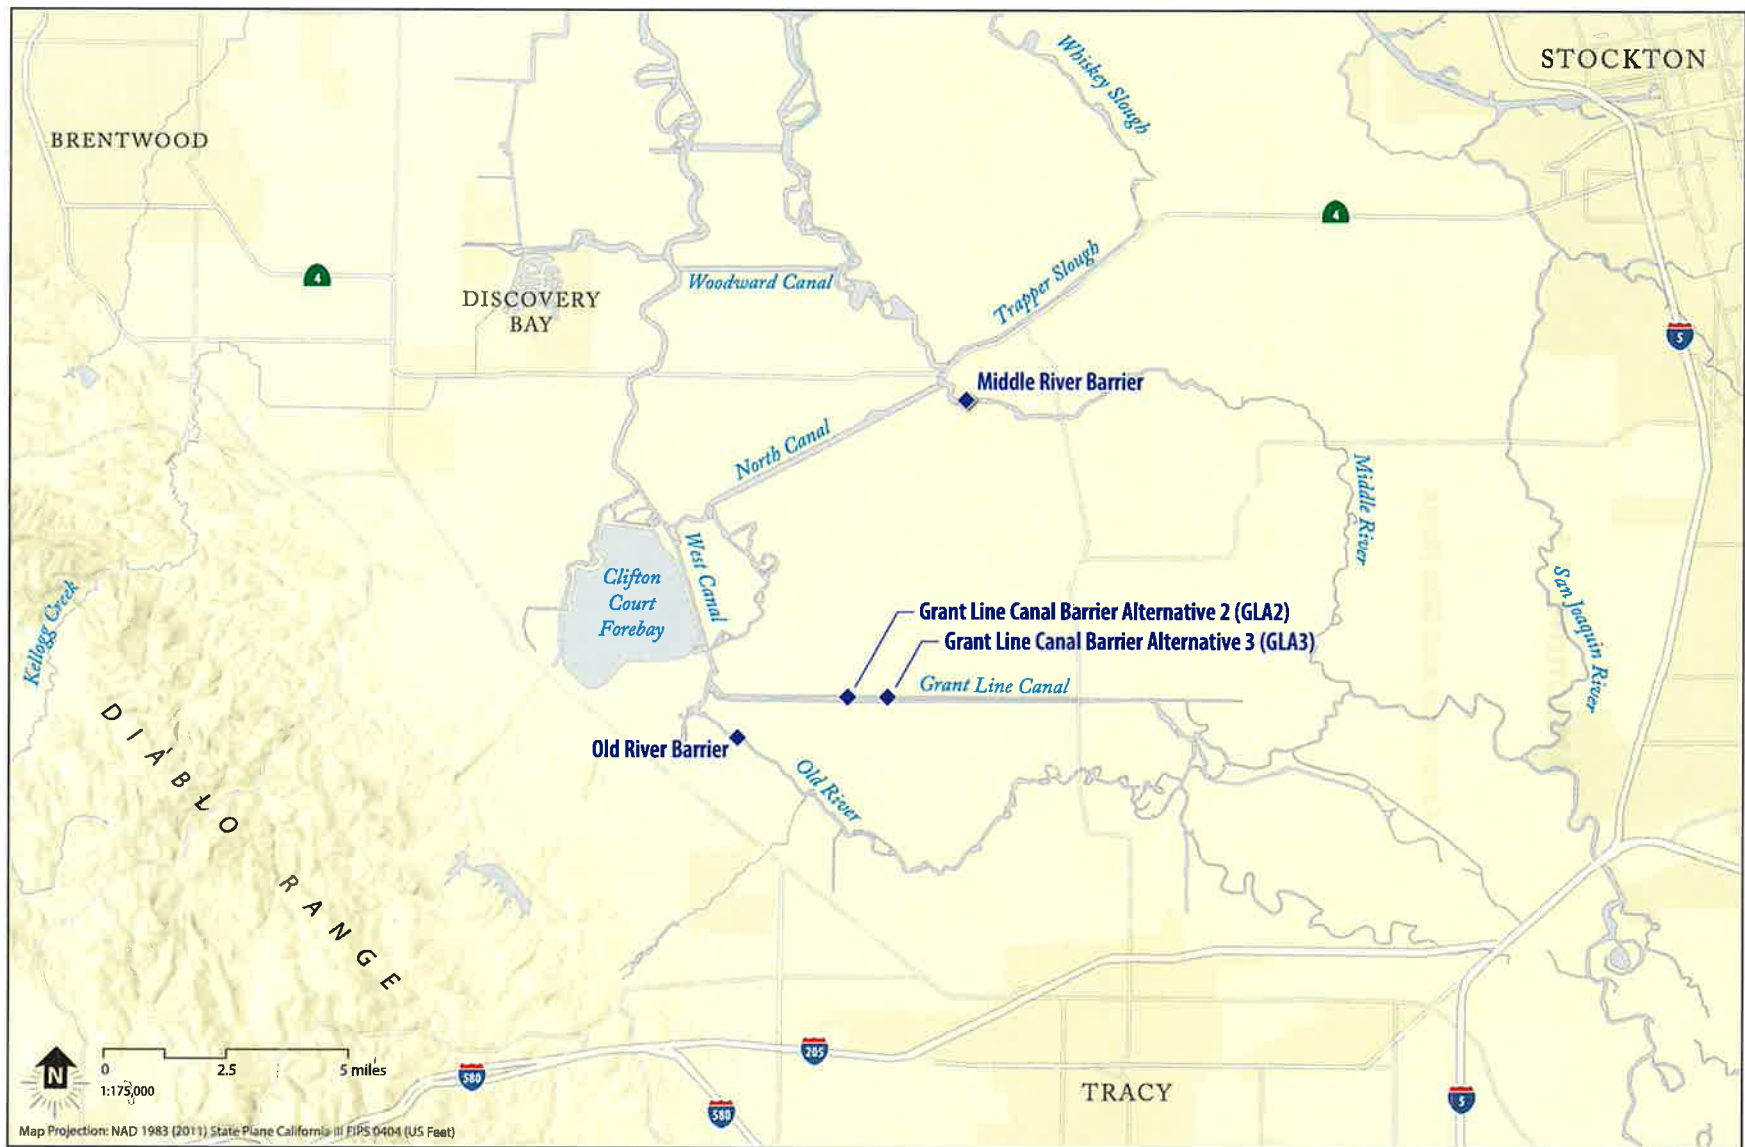 STOCKTON
Whiskey Slough
BRENTWOOD
4
4
Woodward Canal
DISCOVERY
BAY
Trapper Slough
5
Middle River Barrier
North Canal
Middle River
West Canal
Clifton
Court
Forebay
San Joaquin River
Kellogg Creek
Grant Line Canal Barrier Alternative 2 (GLA2)
Grant Line Canal Barrier Alternative 3 (GLA3)
Grant Line Canal
Old River Barrier
Old River
DIABLO RANGE
N
0 2.5 5 miles
1:175,000
580
205
580
TRACY
5
Map Projection: NAD 1983 (2011) State Plane California III FIPS 0404 (US Feet)